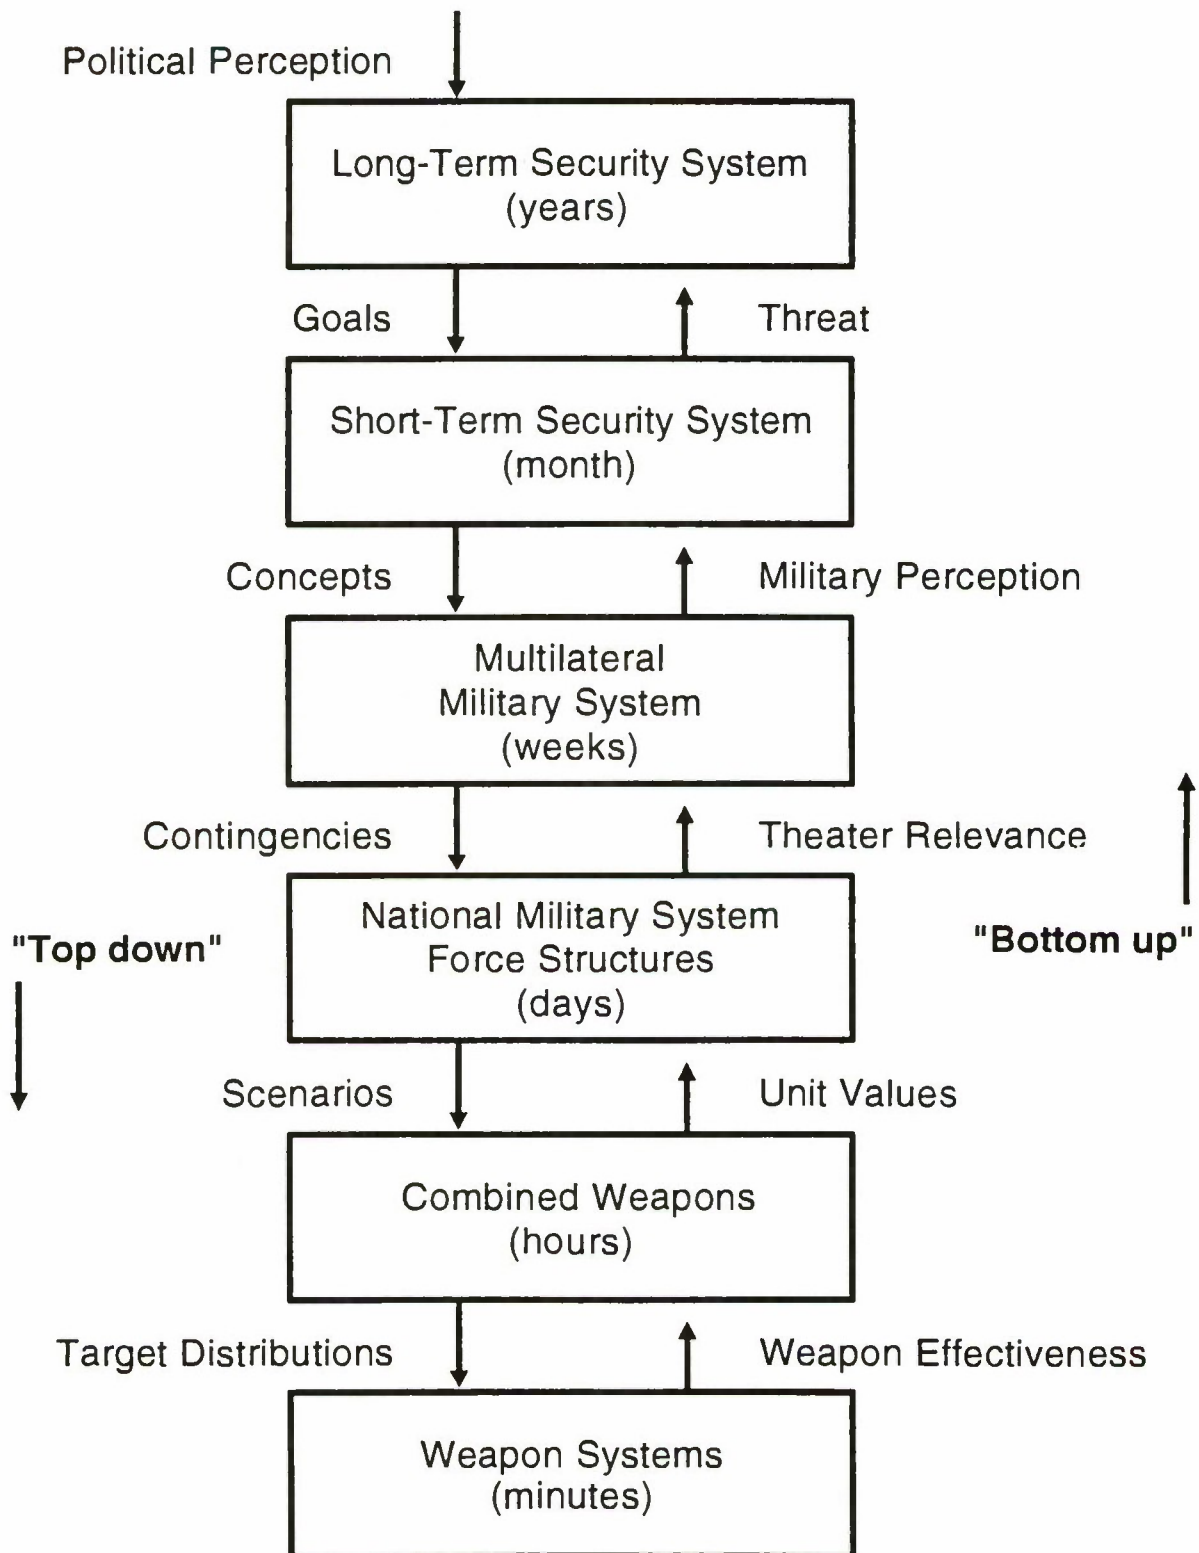 Political Perception
Long-Term Security System
(years)
Goals
Threat
Short-Term Security System
(month)
Concepts
Military Perception
Multilateral
Military System
(weeks)
Contingencies
Theater Relevance
National Military System
Force Structures
(days)
"Top down"
"Bottom up"
Scenarios
Unit Values
Combined Weapons
(hours)
Target Distributions
Weapon Effectiveness
Weapon Systems
(minutes)